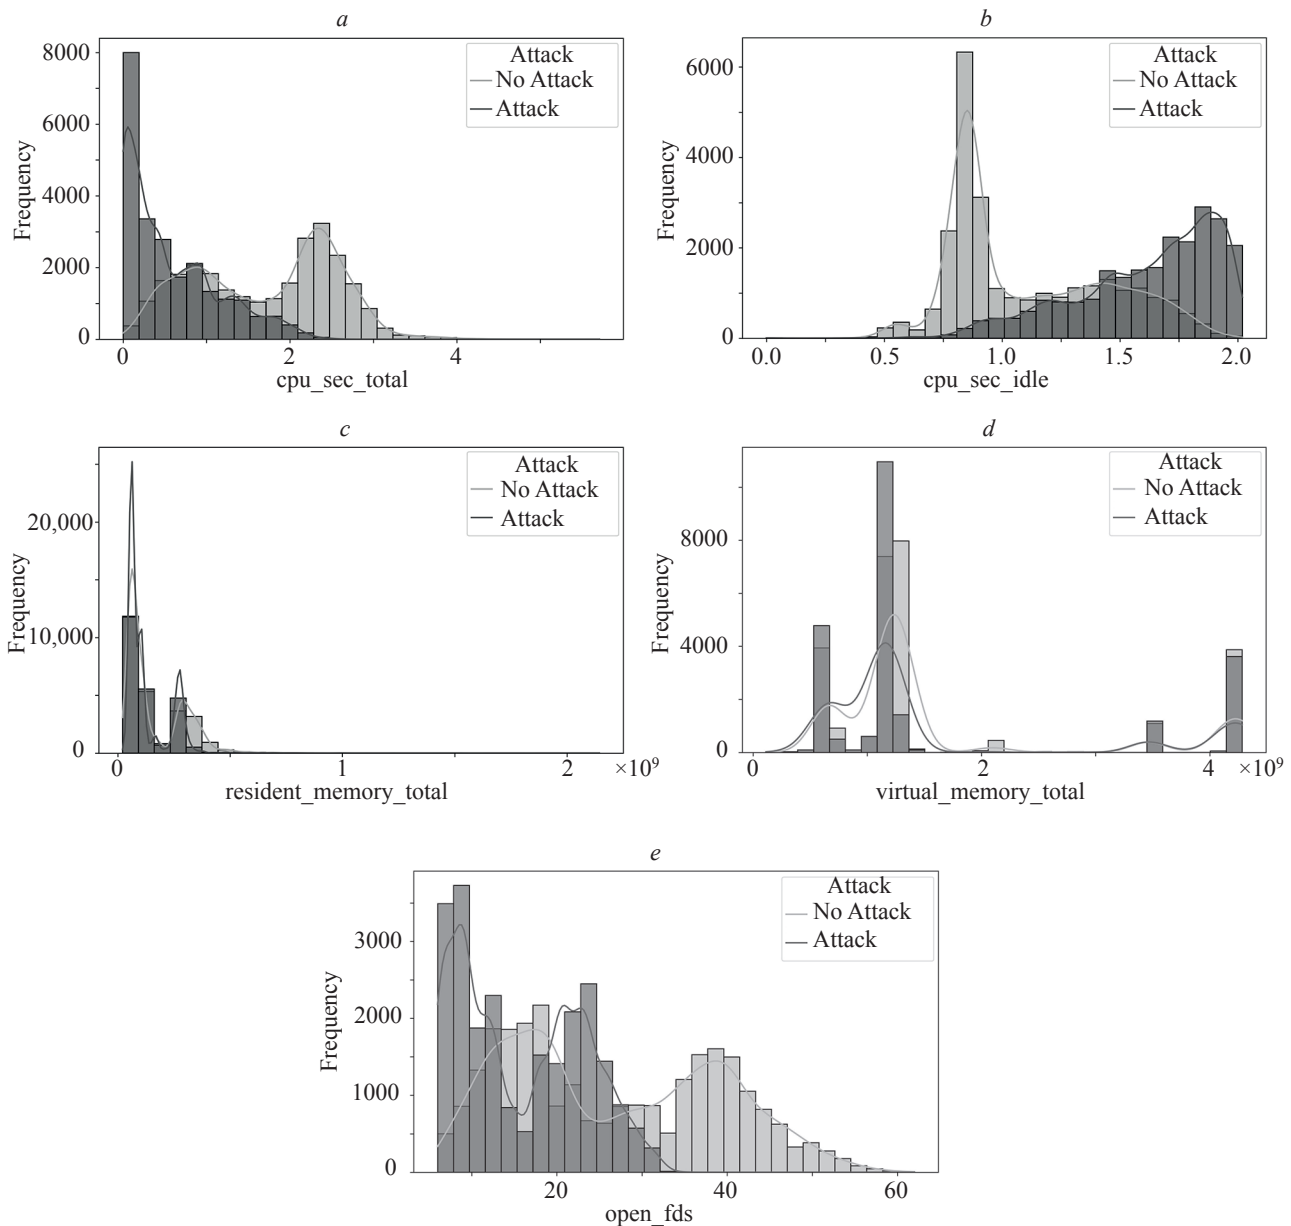 a
8000
6000
4000
2000
0
Frequency
Attack
No Attack
Attack
0 2 4
cpu_sec_total
b
6000
4000
2000
0
Frequency
Attack
No Attack
Attack
0.0 0.5 1.0 1.5 2.0
cpu_sec_idle
c
20,000
10,000
0
Frequency
Attack
No Attack
Attack
0 1 2 ×10⁹
resident_memory_total
d
8000
4000
0
Frequency
Attack
No Attack
Attack
0 2 4 ×10⁹
virtual_memory_total
e
3000
2000
1000
0
Frequency
Attack
No Attack
Attack
20 40 60
open_fds